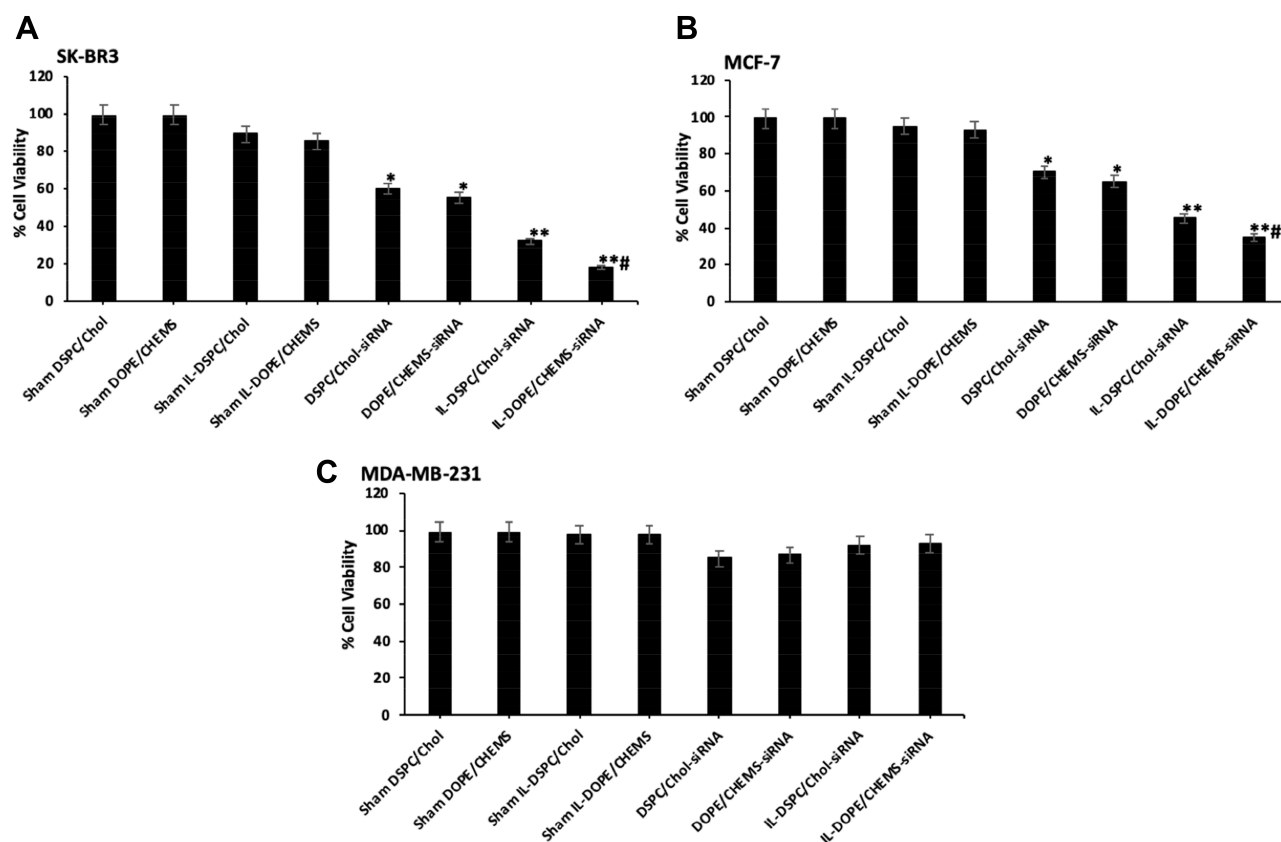 A
SK-BR3
120
100
80
60
40
20
0
% Cell Viability
*
*
**
**#
Sham DSPC/Chol
Sham DOPE/CHEMS
Sham IL-DSPC/Chol
Sham IL-DOPE/CHEMS
DSPC/Chol-siRNA
DOPE/CHEMS-siRNA
IL-DSPC/Chol-siRNA
IL-DOPE/CHEMS-siRNA
B
MCF-7
120
100
80
60
40
20
0
% Cell Viability
*
*
**
**#
Sham DSPC/Chol
Sham DOPE/CHEMS
Sham IL-DSPC/Chol
Sham IL-DOPE/CHEMS
DSPC/Chol-siRNA
DOPE/CHEMS-siRNA
IL-DSPC/Chol-siRNA
IL-DOPE/CHEMS-siRNA
C
MDA-MB-231
120
100
80
60
40
20
0
% Cell Viability
Sham DSPC/Chol
Sham DOPE/CHEMS
Sham IL-DSPC/Chol
Sham IL-DOPE/CHEMS
DSPC/Chol-siRNA
DOPE/CHEMS-siRNA
IL-DSPC/Chol-siRNA
IL-DOPE/CHEMS-siRNA